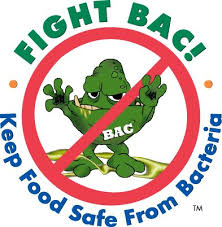 FIGHT BAC!
BAC
Keep Food Safe From Bacteria
TM